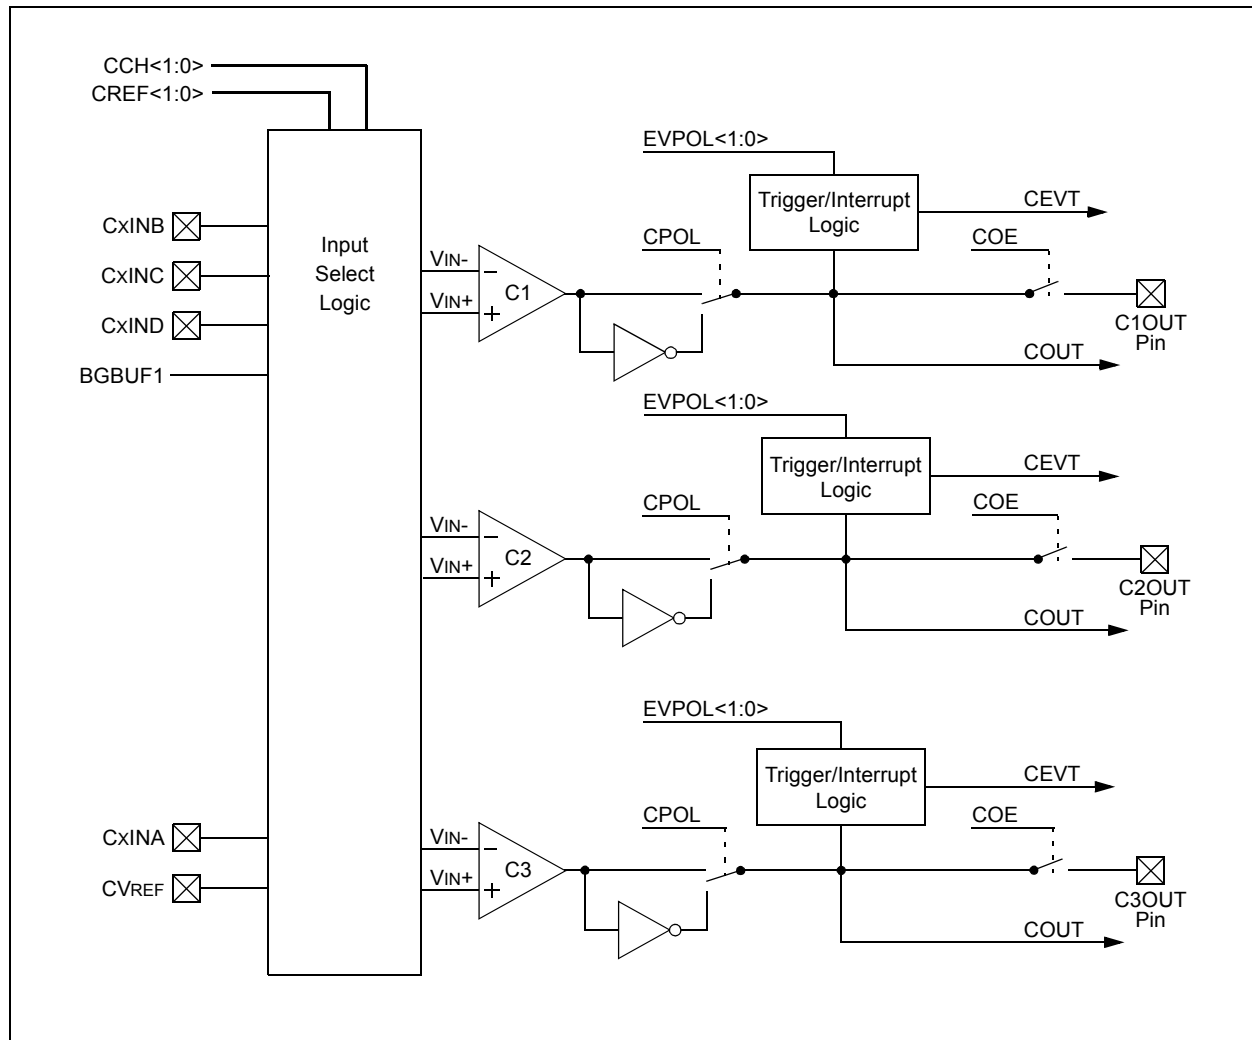 CCH<1:0>
CREF<1:0>
EVPOL<1:0>
Trigger/Interrupt
Logic
CEVT
CxINB
Input
Select
Logic
CPOL
COE
VIN-
C1
VIN+
CxINC
CxIND
C1OUT
Pin
COUT
BGBUF1
EVPOL<1:0>
Trigger/Interrupt
Logic
CEVT
CPOL
COE
VIN-
C2
VIN+
C2OUT
Pin
COUT
EVPOL<1:0>
Trigger/Interrupt
Logic
CEVT
CPOL
COE
CxINA
VIN-
C3
VIN+
CVREF
C3OUT
Pin
COUT